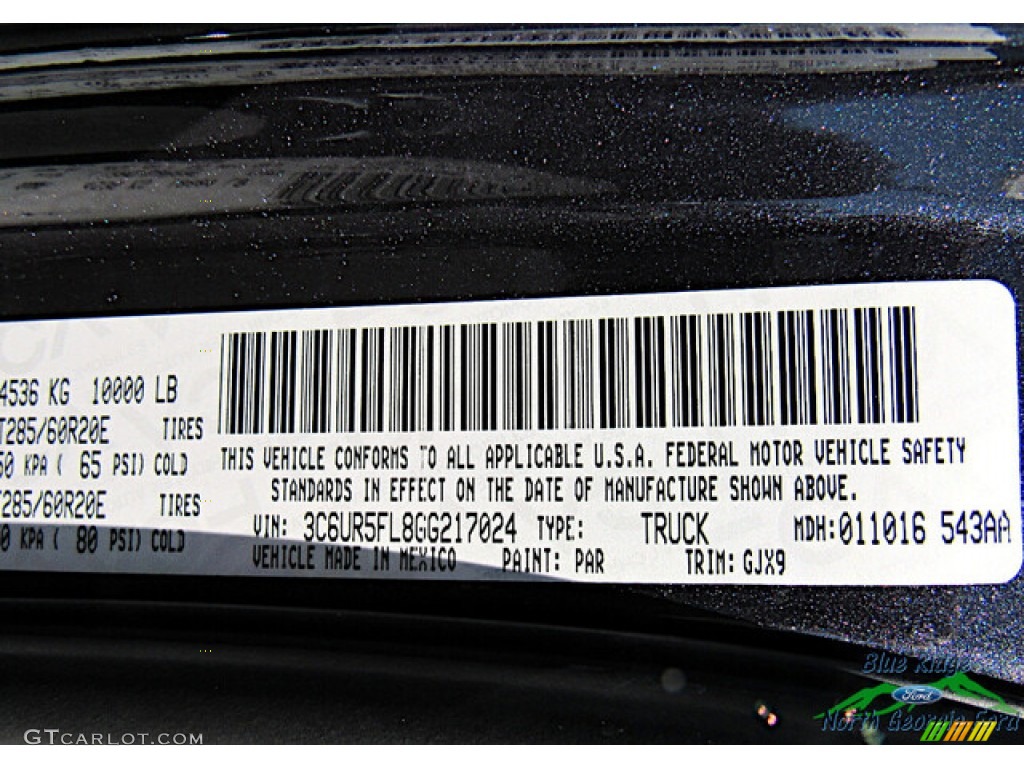 4536 KG 10000 LB
T285/60R20E TIRES
50 KPA ( 65 PSI) COLD
285/60R20E TIRES
0 KPA ( 80 PSI) COLD
THIS VEHICLE CONFORMS TO ALL APPLICABLE U.S.A. FEDERAL MOTOR VEHICLE SAFETY
STANDARDS IN EFFECT ON THE DATE OF MANUFACTURE SHOWN ABOVE.
VIN: 3C6UR5FL8GG217024 TYPE: TRUCK MDH:011016 543AA
VEHICLE MADE IN MEXICO PAINT: PAR TRIM: GJX9
Blue Ridge
Ford
North Georgia Ford
GTCARLOT.COM